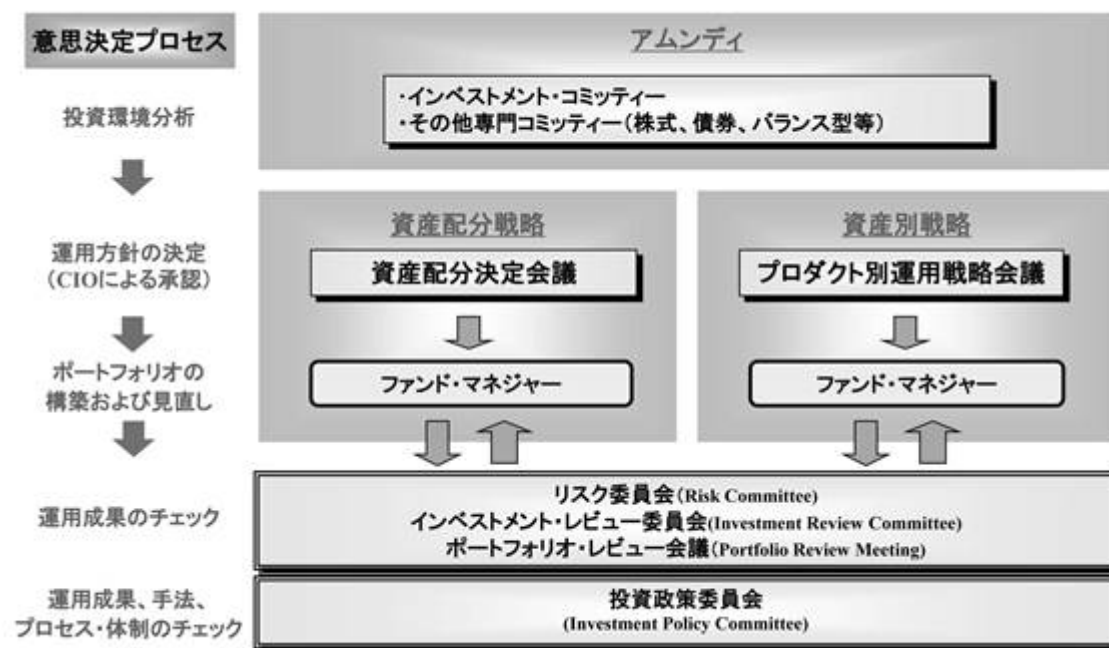 意思決定プロセス
アムンディ
・インベストメント・コミッティー
・その他専門コミッティー(株式、債券、バランス型等)
投資環境分析
資産配分戦略
資産別戦略
運用方針の決定
(CIOによる承認)
資産配分決定会議
プロダクト別運用戦略会議
ポートフォリオの
構築および見直し
ファンド・マネジャー
ファンド・マネジャー
運用成果のチェック
リスク委員会(Risk Committee)
インベストメント・レビュー委員会(Investment Review Committee)
ポートフォリオ・レビュー会議(Portfolio Review Meeting)
運用成果、手法、
プロセス・体制のチェック
投資政策委員会
(Investment Policy Committee)